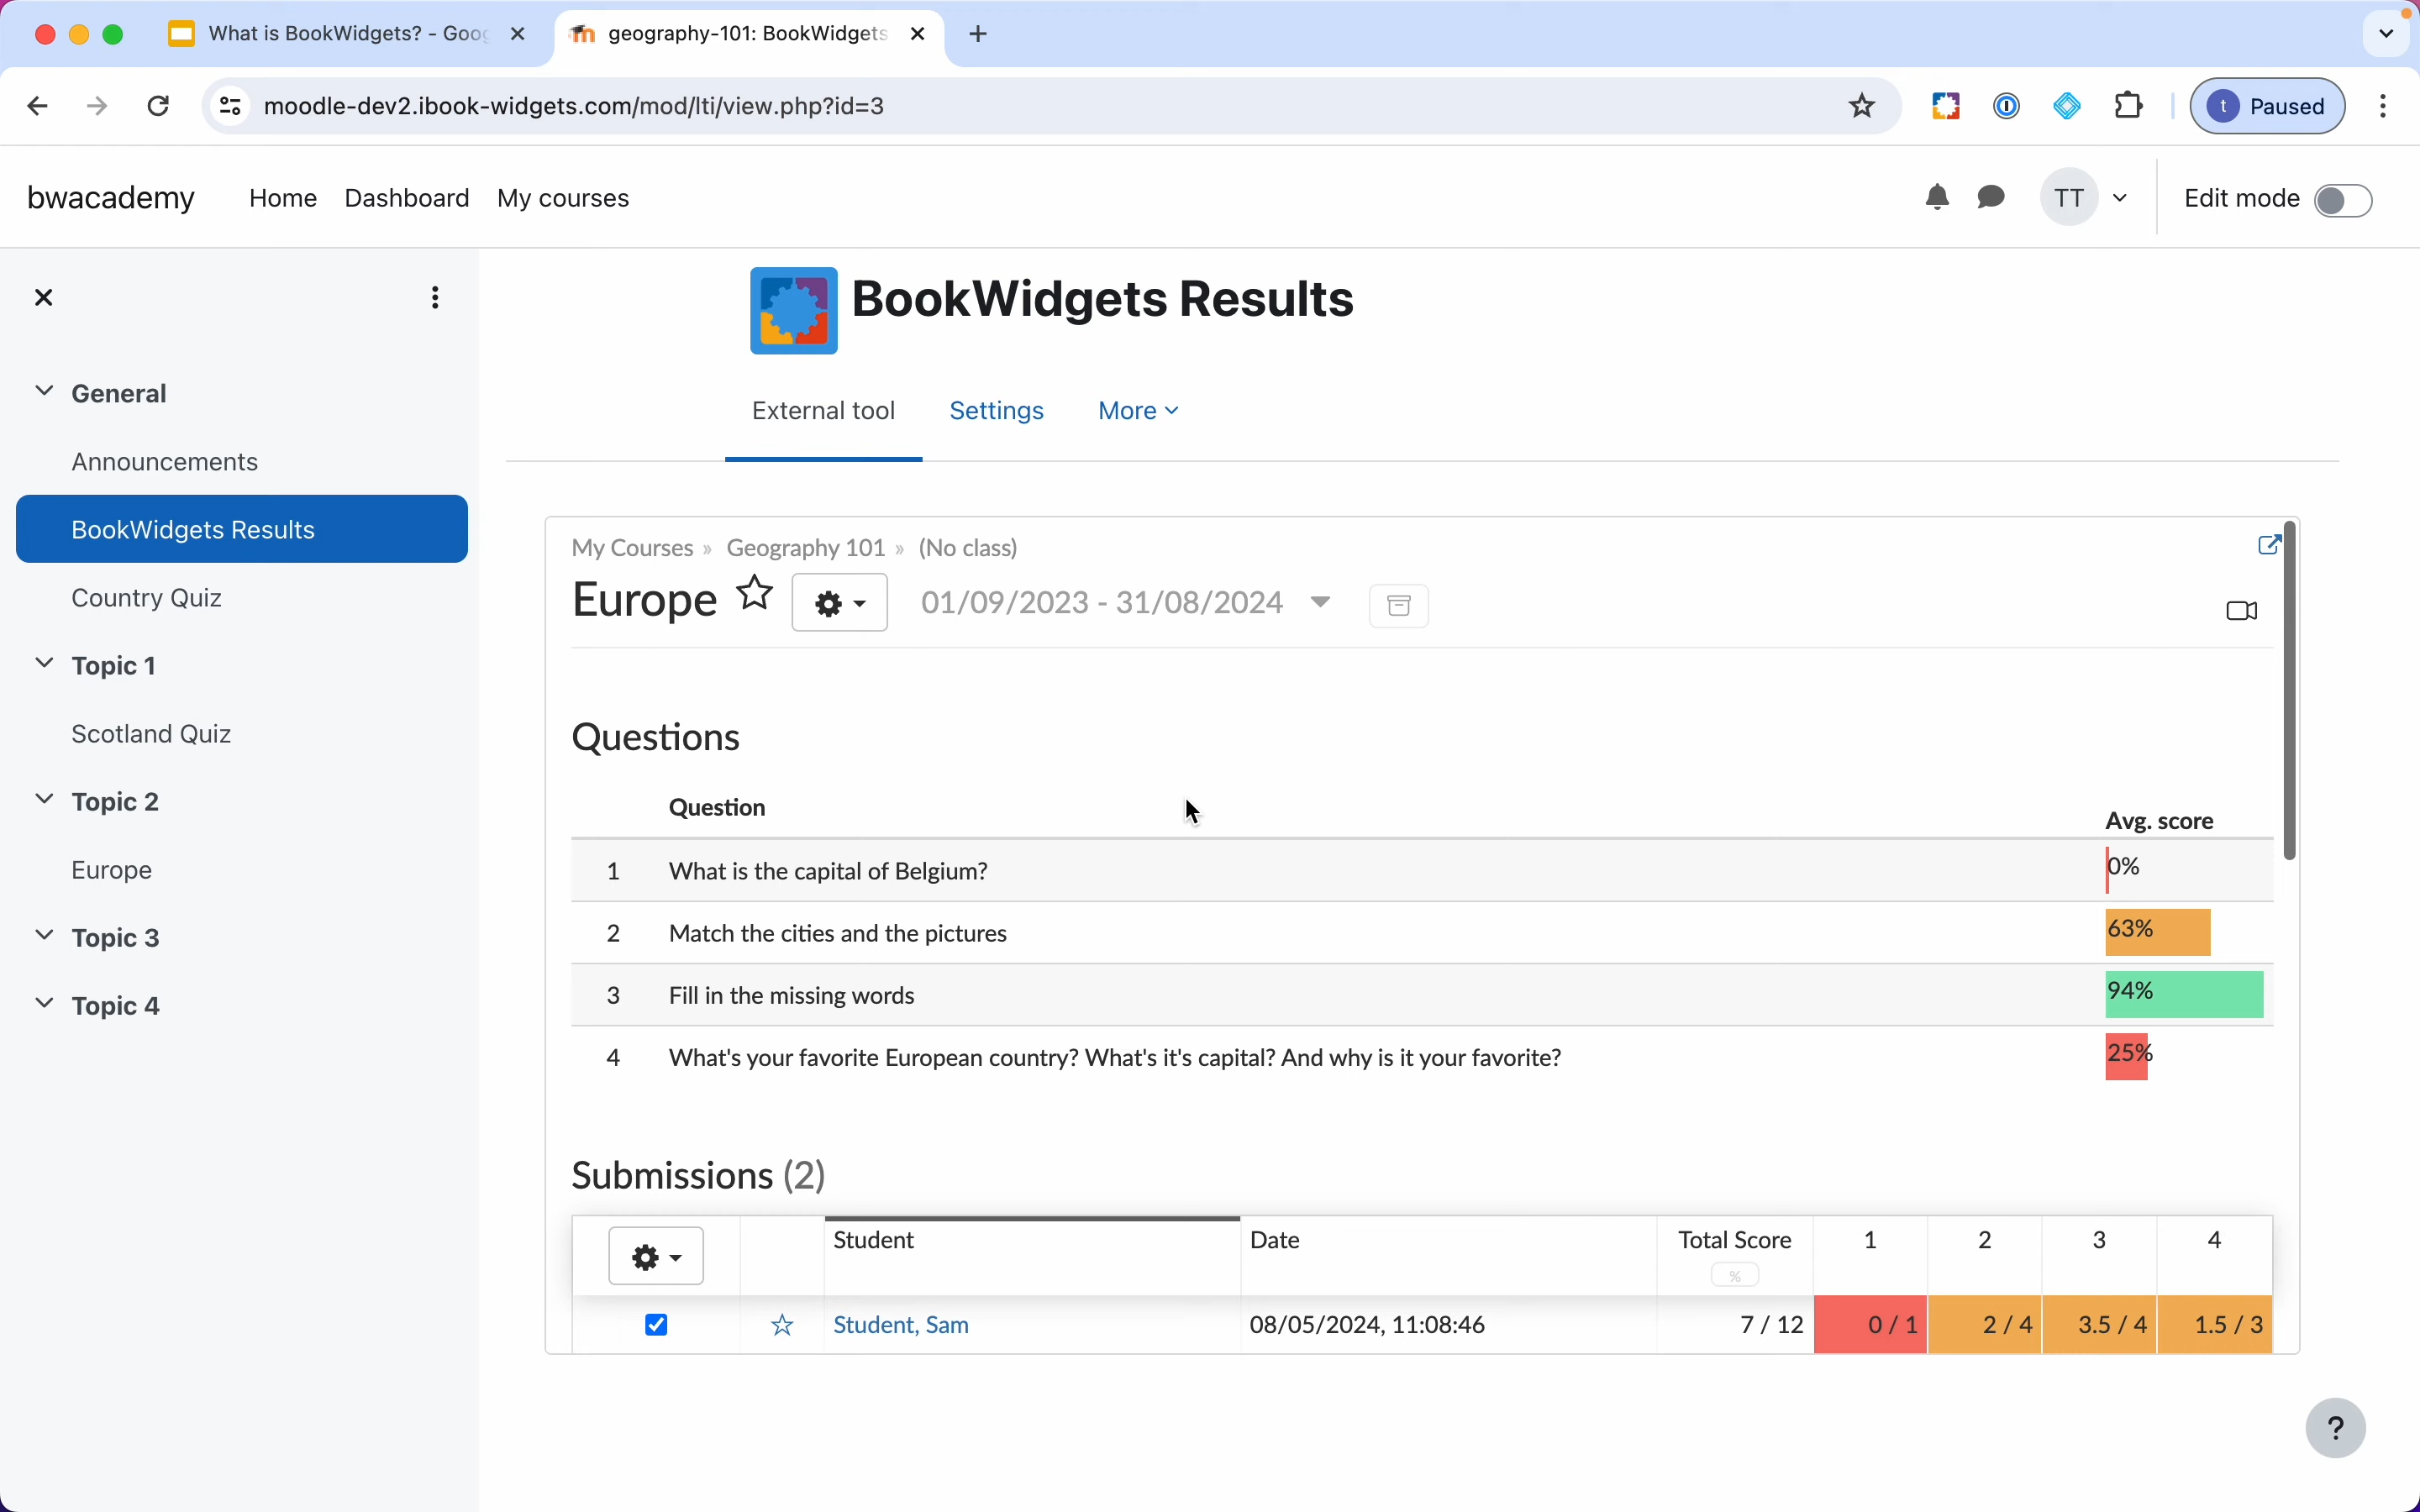 What is BookWidgets? - Goog
geography-101: BookWidgets
moodle-dev2.ibook-widgets.com/mod/lti/view.php?id=3
t Paused
bwacademy Home Dashboard My courses TT Edit mode
BookWidgets Results
External tool Settings More
General
Announcements
BookWidgets Results
Country Quiz
Topic 1
Scotland Quiz
Topic 2
Europe
Topic 3
Topic 4
My Courses » Geography 101 » (No class)
Europe 01/09/2023 - 31/08/2024
Questions
Question Avg. score
1 What is the capital of Belgium? 0%
2 Match the cities and the pictures 63%
3 Fill in the missing words 94%
4 What's your favorite European country? What's it's capital? And why is it your favorite? 25%
Submissions (2)
Student Date Total Score 1 2 3 4
%
Student, Sam 08/05/2024, 11:08:46 7 / 12 0 / 1 2 / 4 3.5 / 4 1.5 / 3
?